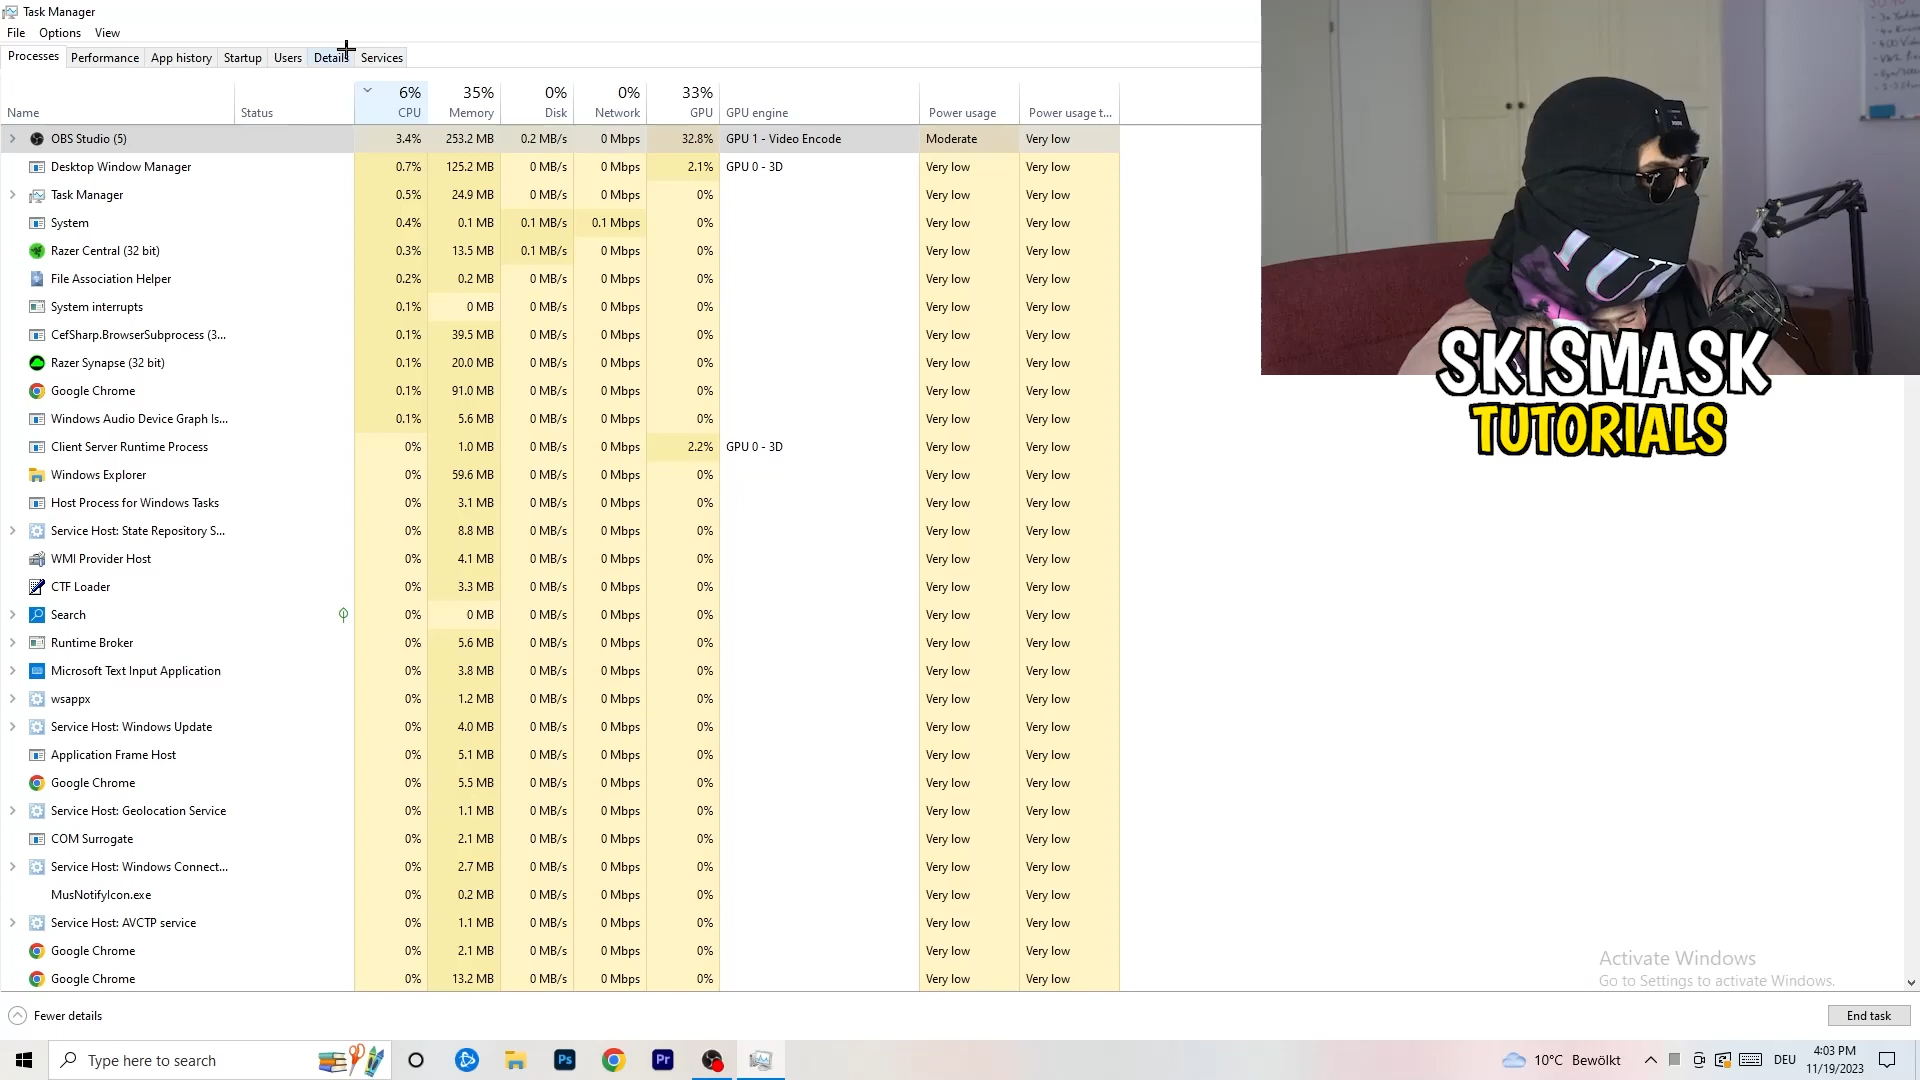 Task Manager
File Options View
Processes Performance App history Startup Users Details Services
6% 35% 0% 0% 33%
Name Status CPU Memory Disk Network GPU GPU engine Power usage Power usage t...
OBS Studio (5) 3.4% 253.2 MB 0.2 MB/s 0 Mbps 32.8% GPU 1 - Video Encode Moderate Very low
Desktop Window Manager 0.7% 125.2 MB 0 MB/s 0 Mbps 2.1% GPU 0 - 3D Very low Very low
Task Manager 0.5% 24.9 MB 0 MB/s 0 Mbps 0% Very low Very low
System 0.4% 0.1 MB 0.1 MB/s 0.1 Mbps 0% Very low Very low
Razer Central (32 bit) 0.3% 13.5 MB 0.1 MB/s 0 Mbps 0% Very low Very low
File Association Helper 0.2% 0.2 MB 0 MB/s 0 Mbps 0% Very low Very low
System interrupts 0.1% 0 MB 0 MB/s 0 Mbps 0% Very low Very low
CefSharp.BrowserSubprocess (3... 0.1% 39.5 MB 0 MB/s 0 Mbps 0% Very low Very low
Razer Synapse (32 bit) 0.1% 20.0 MB 0 MB/s 0 Mbps 0% Very low Very low
Google Chrome 0.1% 91.0 MB 0 MB/s 0 Mbps 0% Very low Very low
Windows Audio Device Graph Is... 0.1% 5.6 MB 0 MB/s 0 Mbps 0% Very low Very low
Client Server Runtime Process 0% 1.0 MB 0 MB/s 0 Mbps 2.2% GPU 0 - 3D Very low Very low
Windows Explorer 0% 59.6 MB 0 MB/s 0 Mbps 0% Very low Very low
Host Process for Windows Tasks 0% 3.1 MB 0 MB/s 0 Mbps 0% Very low Very low
Service Host: State Repository S... 0% 8.8 MB 0 MB/s 0 Mbps 0% Very low Very low
WMI Provider Host 0% 4.1 MB 0 MB/s 0 Mbps 0% Very low Very low
CTF Loader 0% 3.3 MB 0 MB/s 0 Mbps 0% Very low Very low
Search 0% 0 MB 0 MB/s 0 Mbps 0% Very low Very low
Runtime Broker 0% 5.6 MB 0 MB/s 0 Mbps 0% Very low Very low
Microsoft Text Input Application 0% 3.8 MB 0 MB/s 0 Mbps 0% Very low Very low
wsappx 0% 1.2 MB 0 MB/s 0 Mbps 0% Very low Very low
Service Host: Windows Update 0% 4.0 MB 0 MB/s 0 Mbps 0% Very low Very low
Application Frame Host 0% 5.1 MB 0 MB/s 0 Mbps 0% Very low Very low
Google Chrome 0% 5.5 MB 0 MB/s 0 Mbps 0% Very low Very low
Service Host: Geolocation Service 0% 1.1 MB 0 MB/s 0 Mbps 0% Very low Very low
COM Surrogate 0% 2.1 MB 0 MB/s 0 Mbps 0% Very low Very low
Service Host: Windows Connect... 0% 2.7 MB 0 MB/s 0 Mbps 0% Very low Very low
MusNotifyIcon.exe 0% 0.2 MB 0 MB/s 0 Mbps 0% Very low Very low
Service Host: AVCTP service 0% 1.1 MB 0 MB/s 0 Mbps 0% Very low Very low
Google Chrome 0% 2.1 MB 0 MB/s 0 Mbps 0% Very low Very low
Google Chrome 0% 13.2 MB 0 MB/s 0 Mbps 0% Very low Very low
SKISMASK
TUTORIALS
Activate Windows
Go to Settings to activate Windows.
Fewer details End task
Type here to search Ps Pr 10°C Bewölkt DEU 4:03 PM
11/19/2023